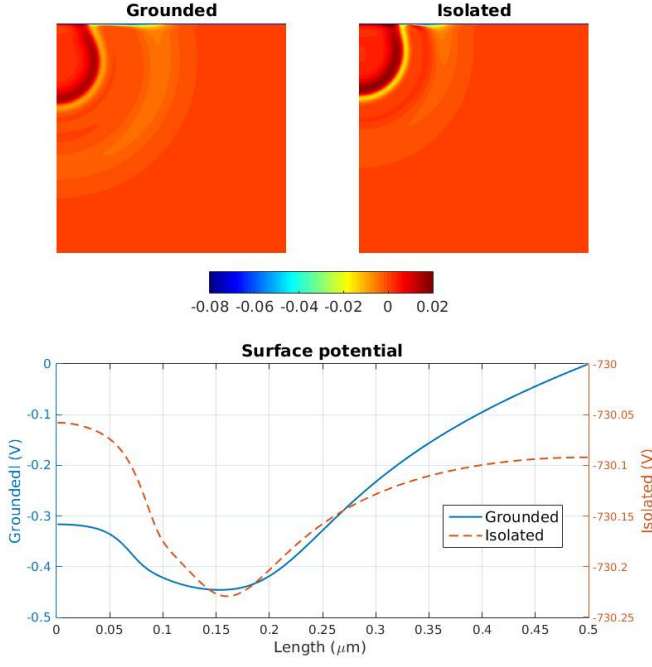 Grounded
Isolated
-0.08 -0.06 -0.04 -0.02 0 0.02
Surface potential
0
-0.1
-0.2
-0.3
-0.4
-0.5
Grounded| (V)
-730
-730.05
-730.1
-730.15
-730.2
-730.25
Isolated (V)
Grounded
Isolated
0 0.05 0.1 0.15 0.2 0.25 0.3 0.35 0.4 0.45 0.5
Length (μm)